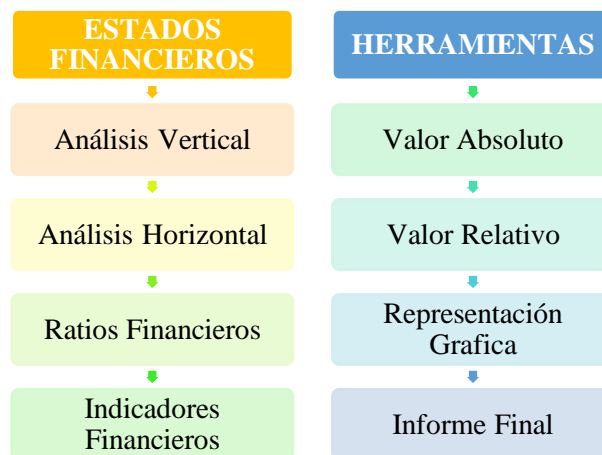 ESTADOS
FINANCIEROS
Análisis Vertical
Análisis Horizontal
Ratios Financieros
Indicadores
Financieros
HERRAMIENTAS
Valor Absoluto
Valor Relativo
Representación
Grafica
Informe Final